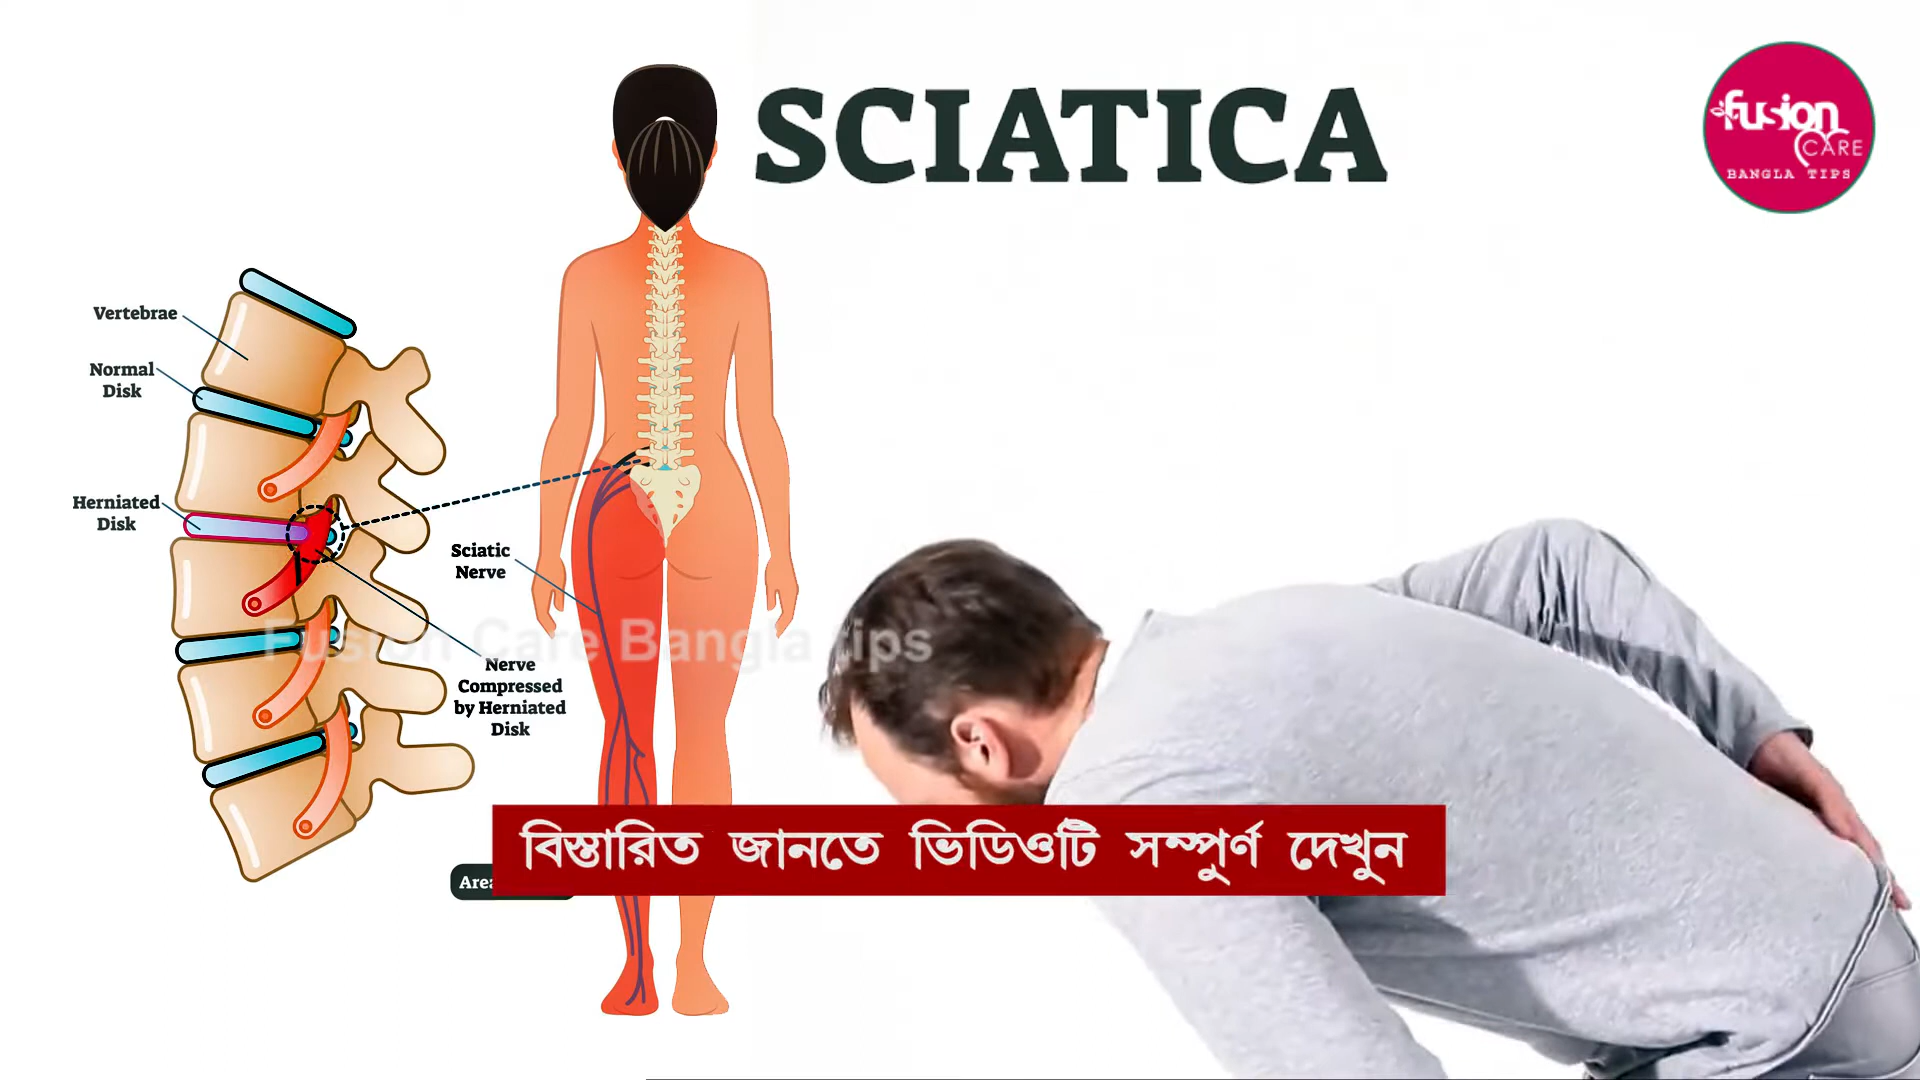 SCIATICA
fusion
CARE
BANGLA TIPS
Vertebrae
Normal
Disk
Herniated
Disk
Sciatic
Nerve
Fusion Care Bangla tips
Nerve
Compressed
by Herniated
Disk
বিস্তারিত জানতে ভিডিওটি সম্পুর্ণ দেখুন